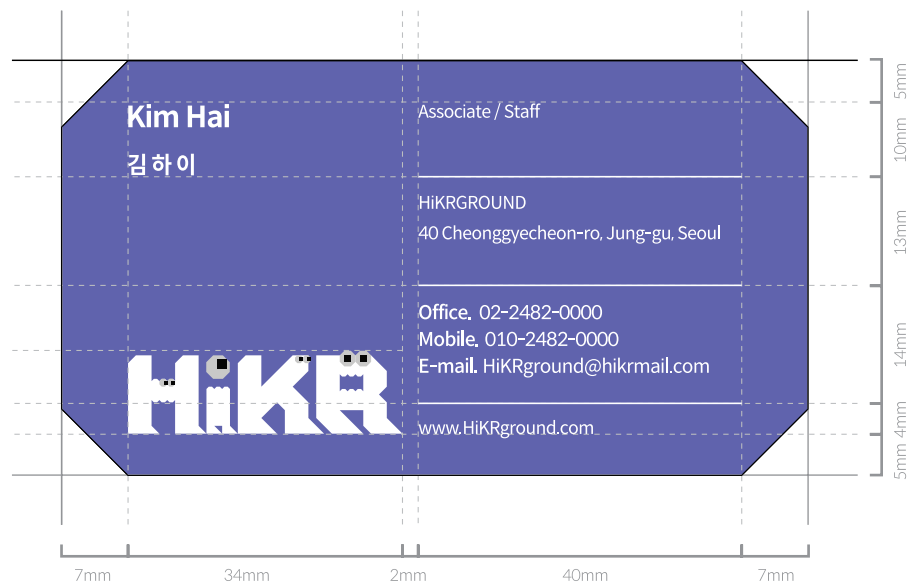 Kim Hai
김하이
Associate / Staff
HiKRGROUND
40 Cheonggyecheon-ro, Jung-gu, Seoul
Office. 02-2482-0000
Mobile. 010-2482-0000
E-mail. HiKRground@hikrmail.com
www.HiKRground.com
HiKR
5mm
10mm
13mm
14mm
4mm
5mm
7mm
34mm
2mm
40mm
7mm